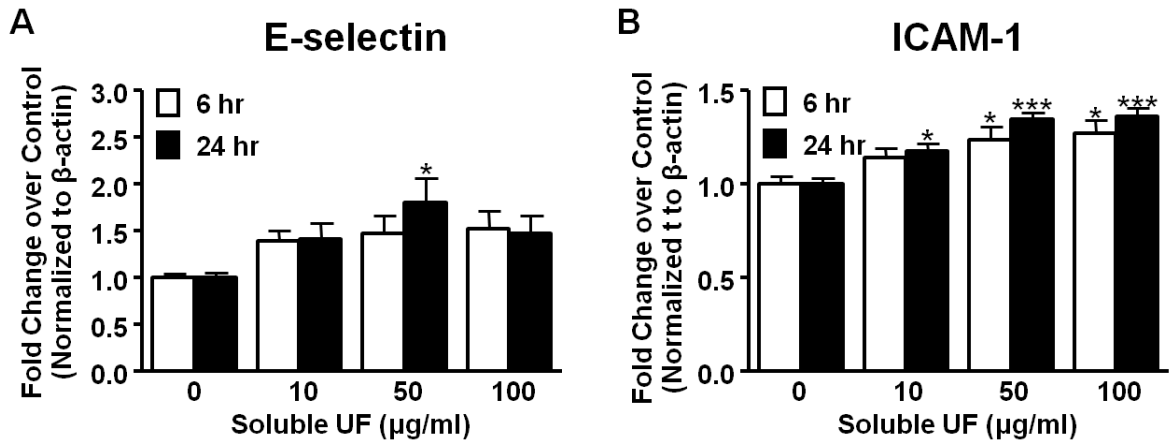 A
E-selectin
Fold Change over Control
(Normalized to β-actin)
3.0
2.5
2.0
1.5
1.0
0.5
0.0
6 hr
24 hr
*
0 10 50 100
Soluble UF (µg/ml)
B
ICAM-1
Fold Change over Control
(Normalized t to β-actin)
1.5
1.0
0.5
0.0
6 hr
24 hr
* * *** * ***
0 10 50 100
Soluble UF (µg/ml)